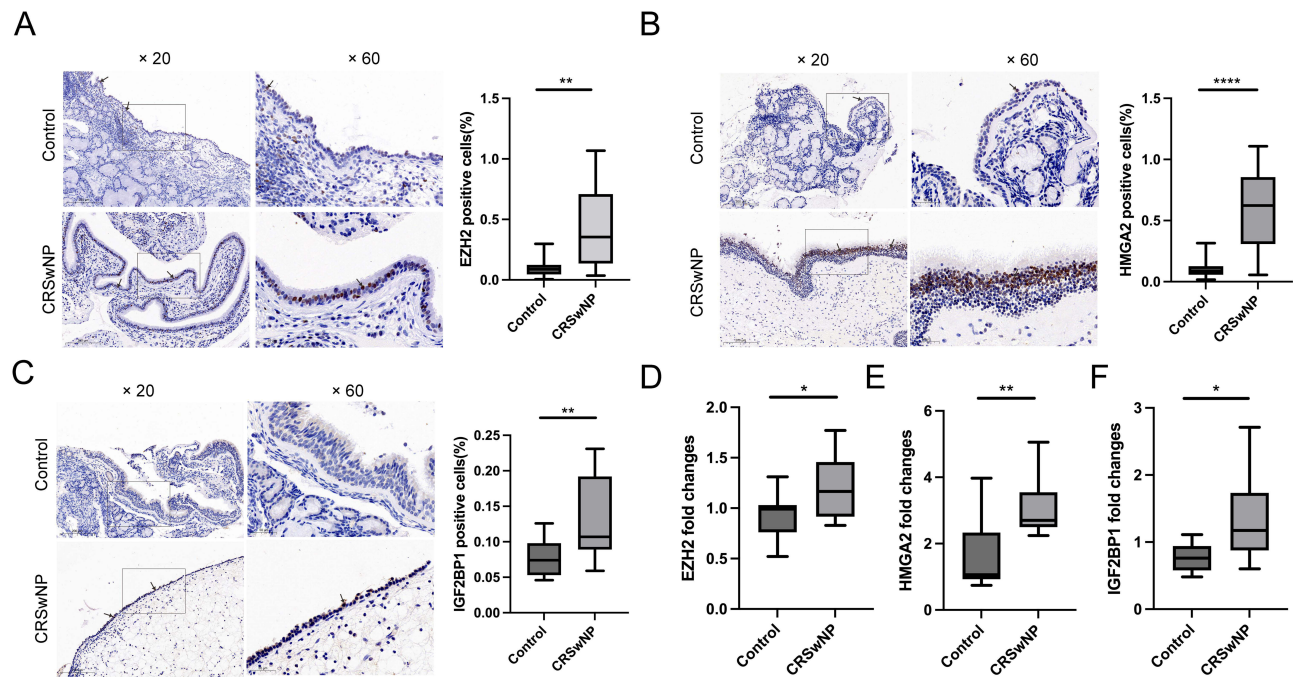 A
× 20
× 60
Control
CRSwNP
**
EZH2 positive cells(%)
1.5
1.0
0.5
0.0
Control
CRSwNP
B
× 20
× 60
Control
CRSwNP
****
HMGA2 positive cells(%)
1.5
1.0
0.5
0.0
Control
CRSwNP
C
× 20
× 60
Control
CRSwNP
**
IGF2BP1 positive cells(%)
0.25
0.20
0.15
0.10
0.05
0.00
Control
CRSwNP
D
*
EZH2 fold changes
2.0
1.5
1.0
0.5
0.0
Control
CRSwNP
E
**
HMGA2 fold changes
6
4
2
0
Control
CRSwNP
F
*
IGF2BP1 fold changes
3
2
1
0
Control
CRSwNP